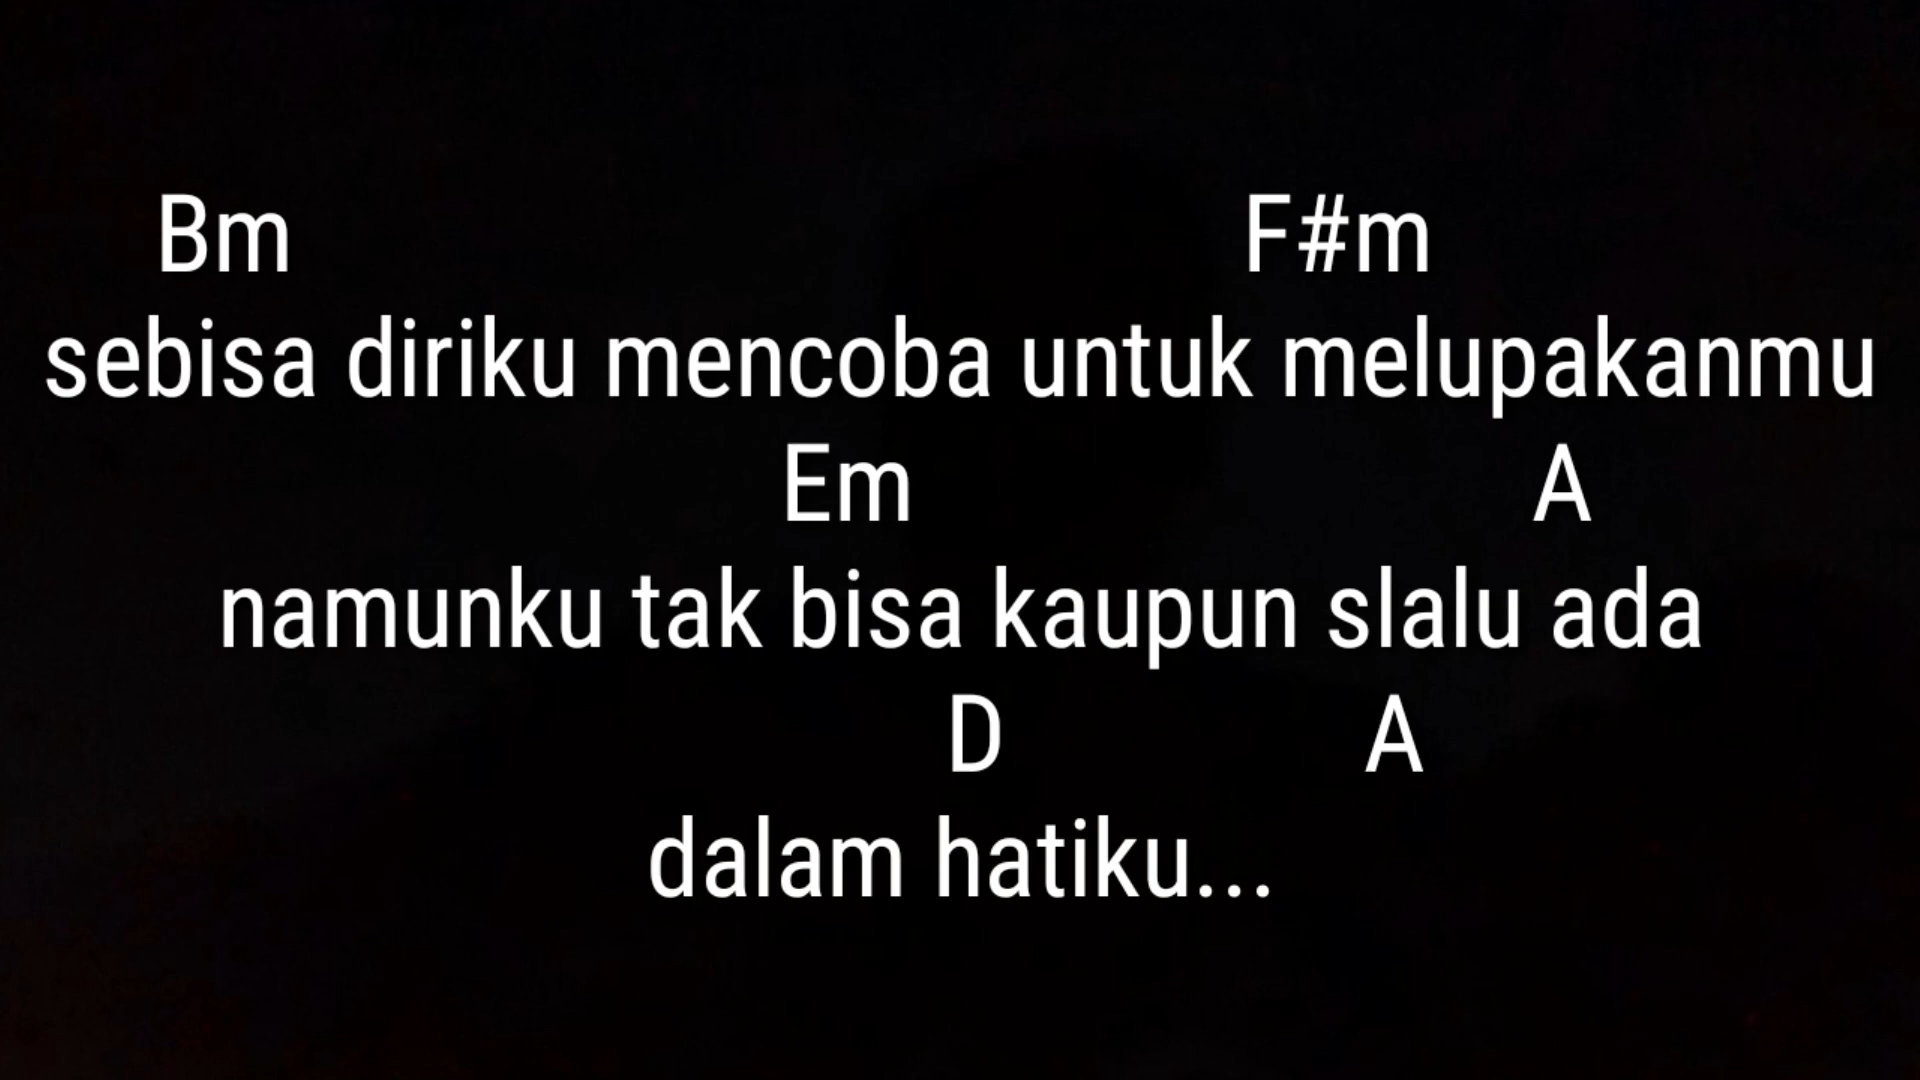 Bm F#m
sebisa diriku mencoba untuk melupakanmu
Em A
namunku tak bisa kaupun slalu ada
D A
dalam hatiku...